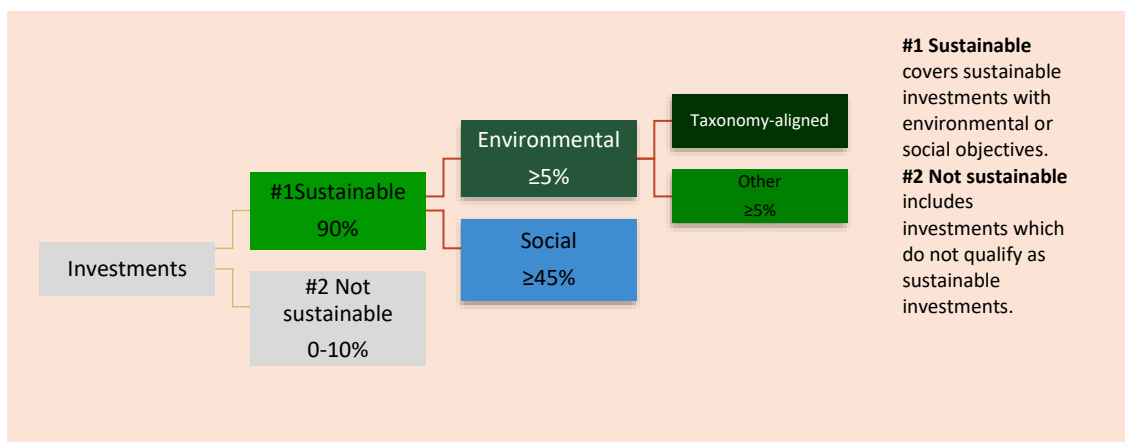 Investments
#1Sustainable
90%
#2 Not
sustainable
0-10%
Environmental
≥5%
Social
≥45%
Taxonomy-aligned
Other
≥5%
#1 Sustainable
covers sustainable
investments with
environmental or
social objectives.
#2 Not sustainable
includes
investments which
do not qualify as
sustainable
investments.